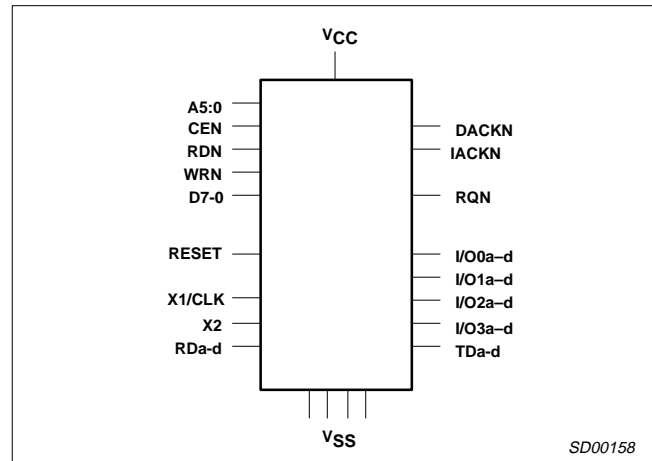 VCC
A5:0
CEN
RDN
WRN
D7-0
RESET
X1/CLK
X2
RDa-d
DACKN
IACKN
RQN
I/O0a–d
I/O1a–d
I/O2a–d
I/O3a–d
TDa-d
VSS
SD00158